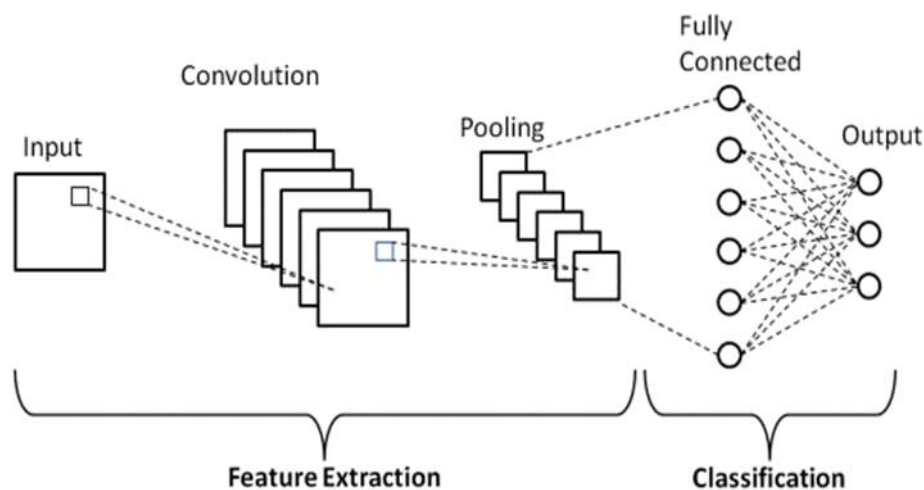 Input
Convolution
Pooling
Fully
Connected
Output
Feature Extraction
Classification